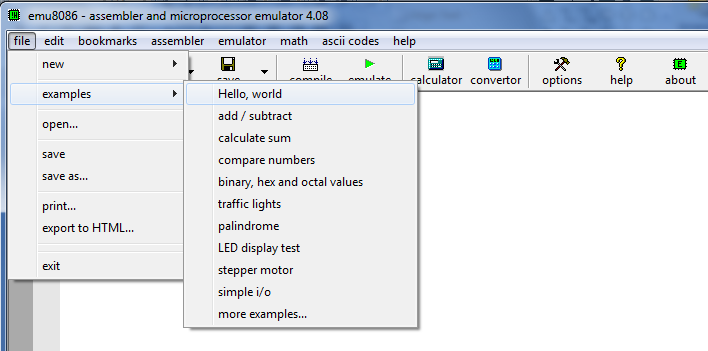 emu8086 - assembler and microprocessor emulator 4.08
file edit bookmarks assembler emulator math ascii codes help
new
save compile emulate calculator convertor options help about
examples
Hello, world
add / subtract
calculate sum
compare numbers
binary, hex and octal values
traffic lights
palindrome
LED display test
stepper motor
simple i/o
more examples...
open...
save
save as...
print...
export to HTML...
exit